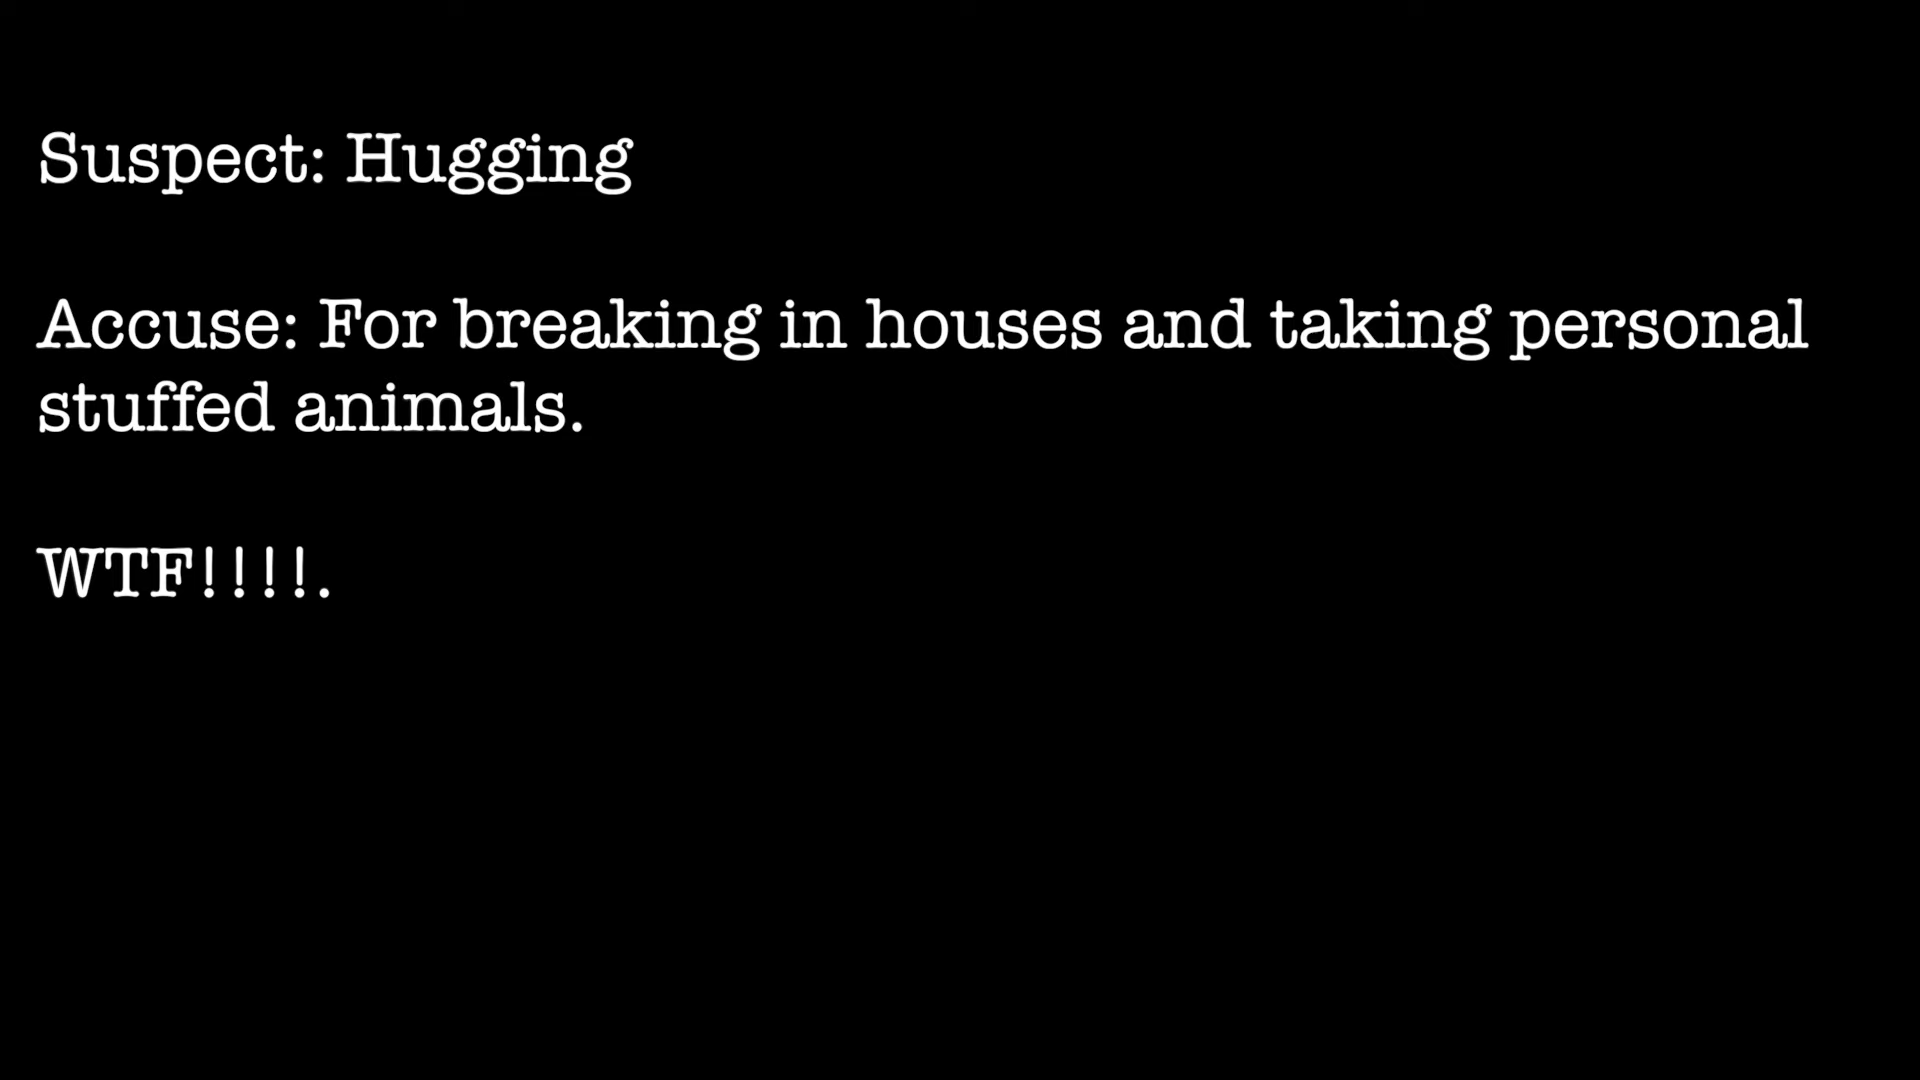 Suspect: Hugging
Accuse: For breaking in houses and taking personal
stuffed animals.
WTF!!!!.